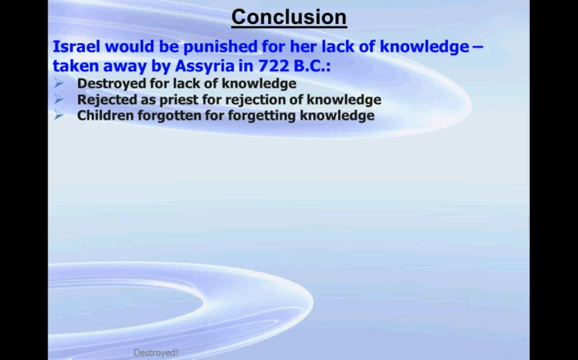 Conclusion
Israel would be punished for her lack of knowledge –
taken away by Assyria in 722 B.C.:
➢ Destroyed for lack of knowledge
➢ Rejected as priest for rejection of knowledge
➢ Children forgotten for forgetting knowledge
Destroyed!